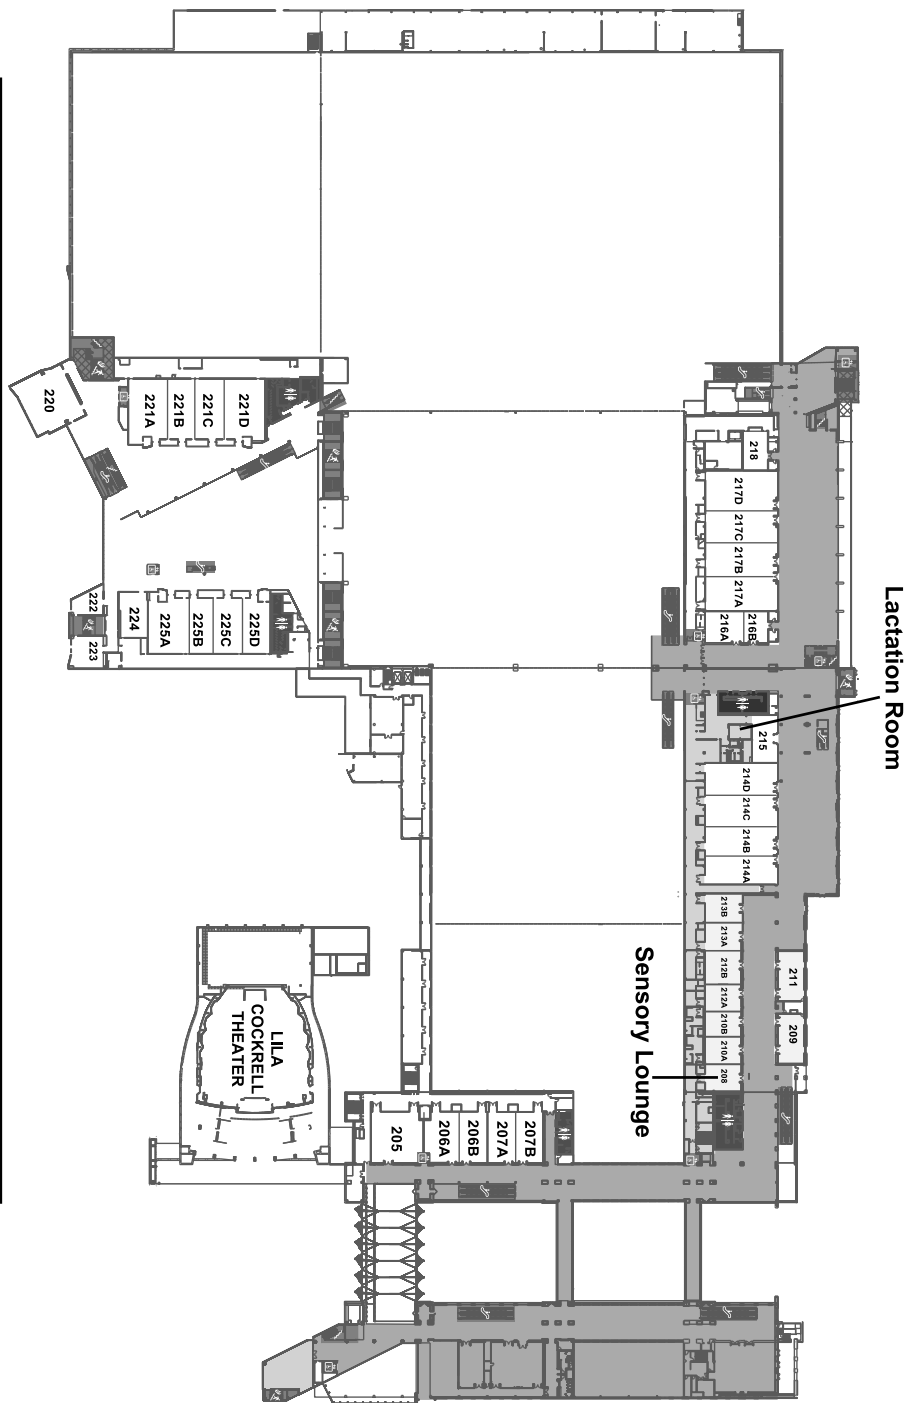 Lactation Room
218
217D
217C
217B
217A
216A
216B
215
214D
214C
214B
214A
213B
213A
212B
212A
210B
210A
208
211
209
Sensory Lounge
220
221A
221B
221C
221D
222
223
224
225A
225B
225C
225D
LILA
COCKRELL
THEATER
205
206A
206B
207A
207B